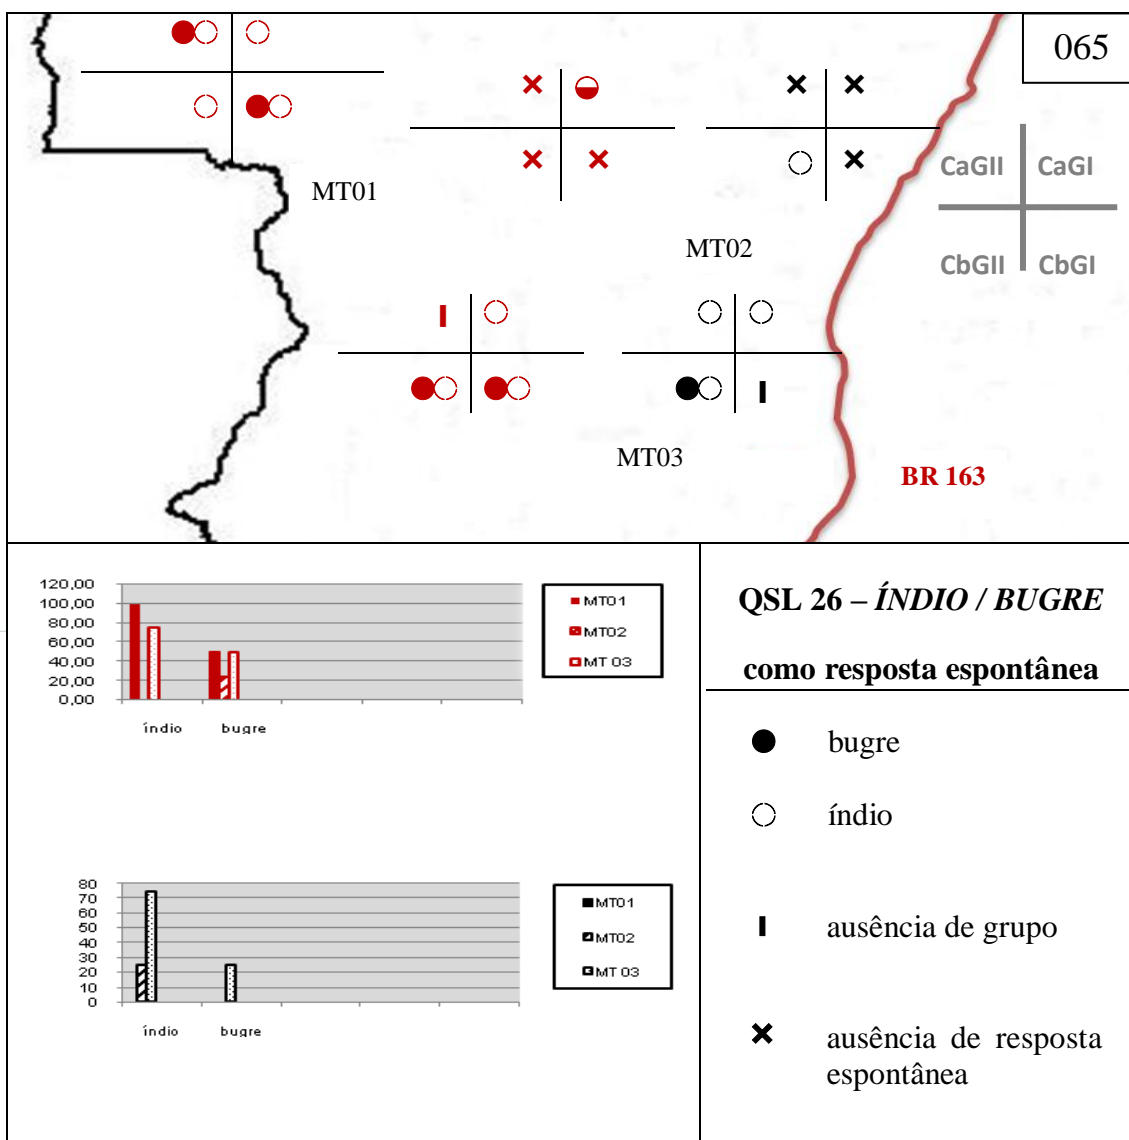 065
CaGII CaGI
CbGII CbGI
MT01
MT02
MT03
BR 163
120,00
100,00
80,00
60,00
40,00
20,00
0,00
índio bugre
MT01
MT02
MT 03
80
70
60
50
40
30
20
10
0
índio bugre
MT01
MT02
MT 03
QSL 26 – ÍNDIO / BUGRE
como resposta espontânea
bugre
índio
ausência de grupo
ausência de resposta
espontânea